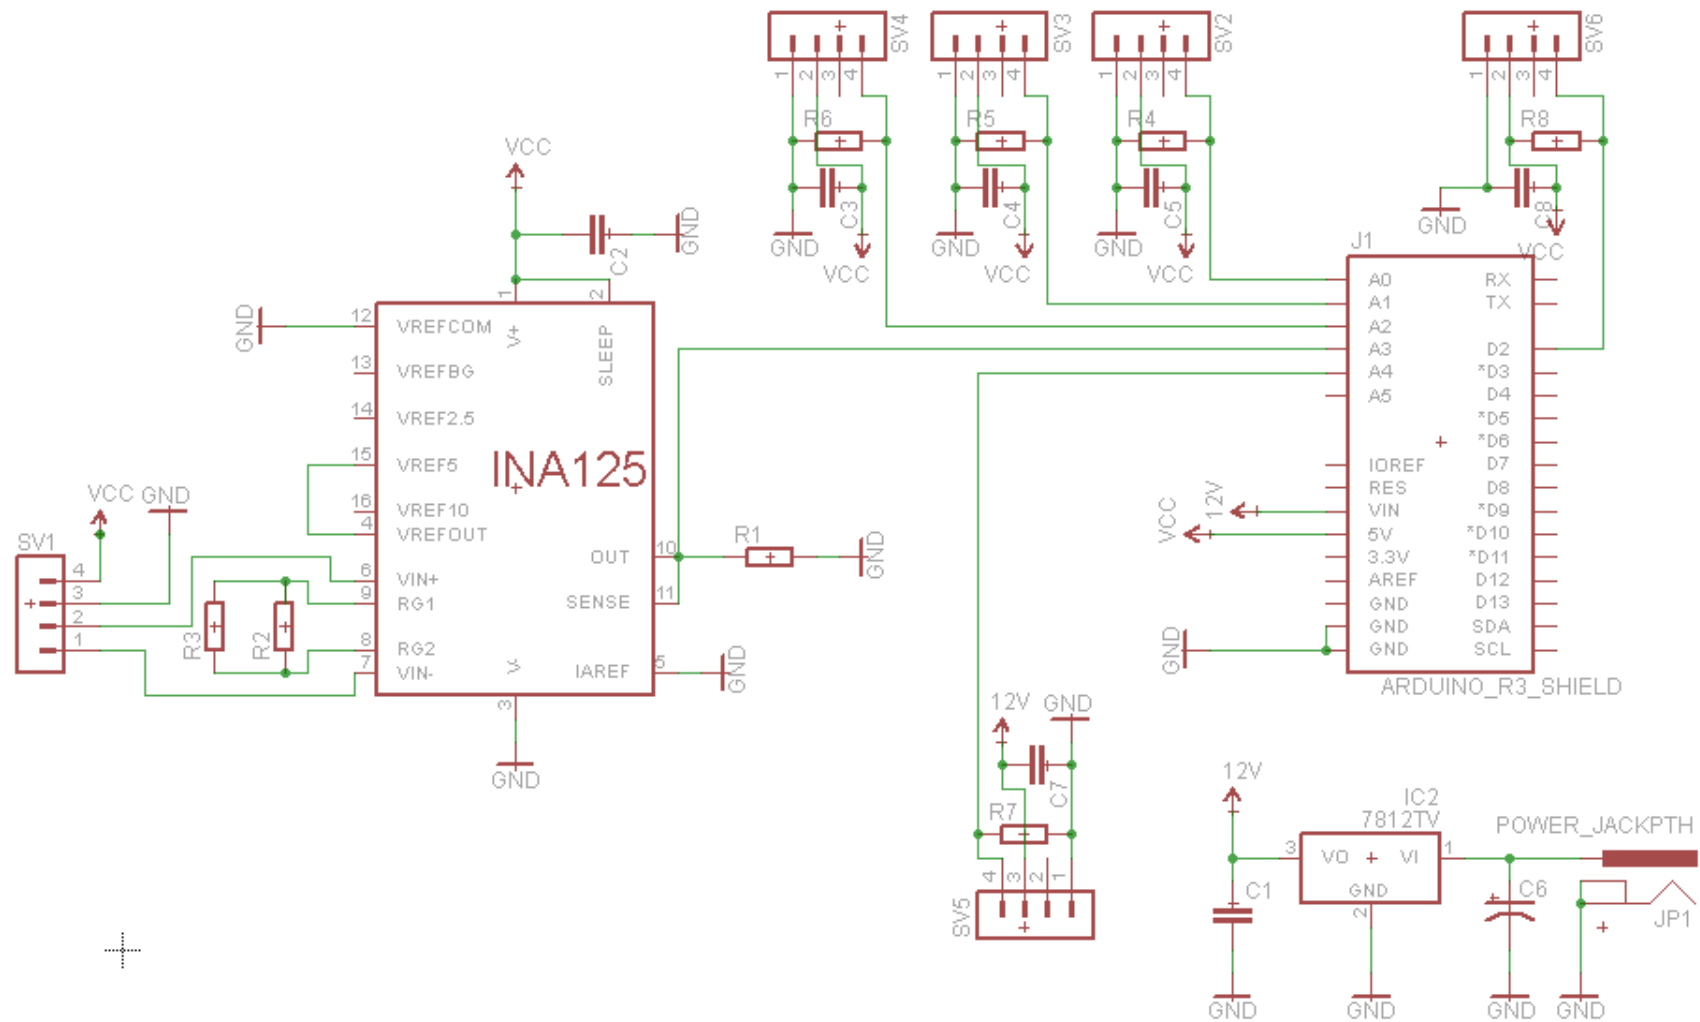 SV4
SV3
SV2
SV6
1 2 3 4
1 2 3 4
1 2 3 4
1 2 3 4
R6
R5
R4
R8
C3
C4
C5
C8
GND
VCC
GND
VCC
GND
VCC
GND
VCC
VCC
C2
GND
1
2
GND
12 VREFCOM
13 VREFBG
14 VREF2.5
15 VREF5
16 VREF10
4 VREFOUT
6 VIN+
9 RG1
8 RG2
7 VIN-
V+
SLEEP
INA125
OUT 10
SENSE 11
IAREF 5
V-
3
GND
R1
GND
GND
VCC GND
SV1
4
3
2
1
R3
R2
J1
A0 RX
A1 TX
A2
A3 D2
A4 *D3
A5 D4
*D5
*D6
IOREF D7
RES D8
VIN *D9
5V *D10
3.3V *D11
AREF D12
GND D13
GND SDA
GND SCL
ARDUINO_R3_SHIELD
VCC
12V
GND
12V GND
C7
R7
4 3 2 1
SV5
12V
IC2
7812TV
3 VO VI 1
GND
2
POWER_JACKPTH
C1
C6
JP1
GND
GND
GND
GND